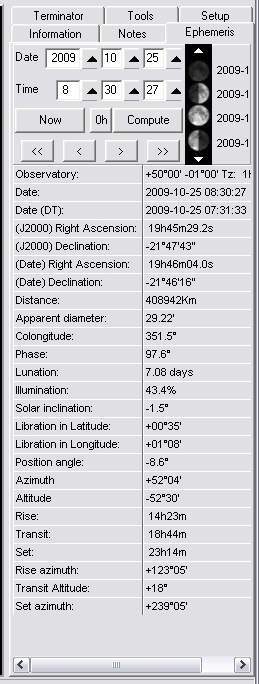 Terminator Tools Setup
Information Notes Ephemeris
Date 2009 10 25
2009-1
Time 8 30 27
2009-1
Now 0h Compute
2009-1
<< < > >>
2009-1
Observatory: +50°00' -01°00' Tz: 1h
Date: 2009-10-25 08:30:27
Date (DT): 2009-10-25 07:31:33
(J2000) Right Ascension: 19h45m29.2s
(J2000) Declination: -21°47'43"
(Date) Right Ascension: 19h46m04.0s
(Date) Declination: -21°46'16"
Distance: 408942Km
Apparent diameter: 29.22'
Colongitude: 351.5°
Phase: 97.6°
Lunation: 7.08 days
Illumination: 43.4%
Solar inclination: -1.5°
Libration in Latitude: +00°35'
Libration in Longitude: +01°08'
Position angle: -8.6°
Azimuth +52°04'
Altitude -52°30'
Rise: 14h23m
Transit: 18h44m
Set: 23h14m
Rise azimuth: +123°05'
Transit Altitude: +18°
Set azimuth: +239°05'